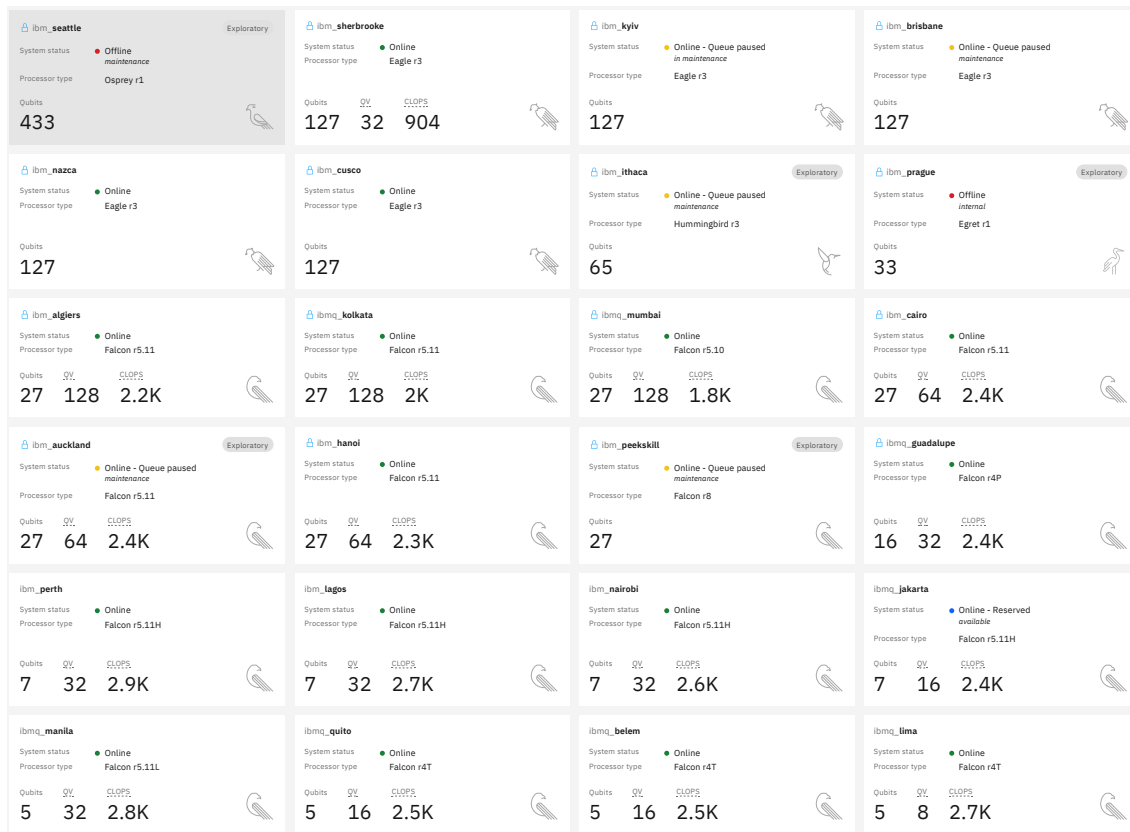 ibm_seattle Exploratory
System status Offline
maintenance
Processor type Osprey r1
Qubits
433
ibm_sherbrooke
System status Online
Processor type Eagle r3
Qubits QV CLOPS
127 32 904
ibm_kyiv
System status Online - Queue paused
in maintenance
Processor type Eagle r3
Qubits
127
ibm_brisbane
System status Online - Queue paused
maintenance
Processor type Eagle r3
Qubits
127
ibm_nazca
System status Online
Processor type Eagle r3
Qubits
127
ibm_cusco
System status Online
Processor type Eagle r3
Qubits
127
ibm_ithaca Exploratory
System status Online - Queue paused
maintenance
Processor type Hummingbird r3
Qubits
65
ibm_prague Exploratory
System status Offline
internal
Processor type Egret r1
Qubits
33
ibm_algiers
System status Online
Processor type Falcon r5.11
Qubits QV CLOPS
27 128 2.2K
ibmq_kolkata
System status Online
Processor type Falcon r5.11
Qubits QV CLOPS
27 128 2K
ibmq_mumbai
System status Online
Processor type Falcon r5.10
Qubits QV CLOPS
27 128 1.8K
ibm_cairo
System status Online
Processor type Falcon r5.11
Qubits QV CLOPS
27 64 2.4K
ibm_auckland Exploratory
System status Online - Queue paused
maintenance
Processor type Falcon r5.11
Qubits QV CLOPS
27 64 2.4K
ibm_hanoi
System status Online
Processor type Falcon r5.11
Qubits QV CLOPS
27 64 2.3K
ibm_peekskill Exploratory
System status Online - Queue paused
maintenance
Processor type Falcon r8
Qubits
27
ibmq_guadalupe
System status Online
Processor type Falcon r4P
Qubits QV CLOPS
16 32 2.4K
ibm_perth
System status Online
Processor type Falcon r5.11H
Qubits QV CLOPS
7 32 2.9K
ibm_lagos
System status Online
Processor type Falcon r5.11H
Qubits QV CLOPS
7 32 2.7K
ibm_nairobi
System status Online
Processor type Falcon r5.11H
Qubits QV CLOPS
7 32 2.6K
ibmq_jakarta
System status Online - Reserved
available
Processor type Falcon r5.11H
Qubits QV CLOPS
7 16 2.4K
ibmq_manila
System status Online
Processor type Falcon r5.11L
Qubits QV CLOPS
5 32 2.8K
ibmq_quito
System status Online
Processor type Falcon r4T
Qubits QV CLOPS
5 16 2.5K
ibmq_belem
System status Online
Processor type Falcon r4T
Qubits QV CLOPS
5 16 2.5K
ibmq_lima
System status Online
Processor type Falcon r4T
Qubits QV CLOPS
5 8 2.7K